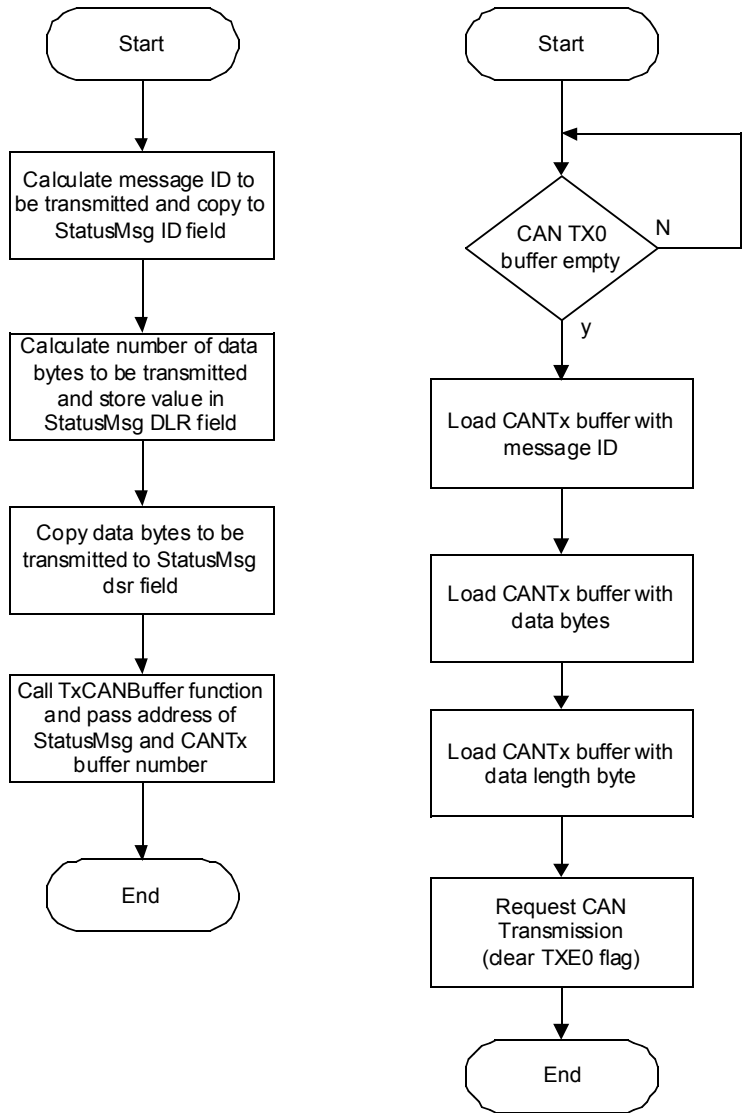 Start
Calculate message ID to
be transmitted and copy to
StatusMsg ID field
Calculate number of data
bytes to be transmitted
and store value in
StatusMsg DLR field
Copy data bytes to be
transmitted to StatusMsg
dsr field
Call TxCANBuffer function
and pass address of
StatusMsg and CANTx
buffer number
End
Start
CAN TX0
buffer empty
N
y
Load CANTx buffer with
message ID
Load CANTx buffer with
data bytes
Load CANTx buffer with
data length byte
Request CAN
Transmission
(clear TXE0 flag)
End